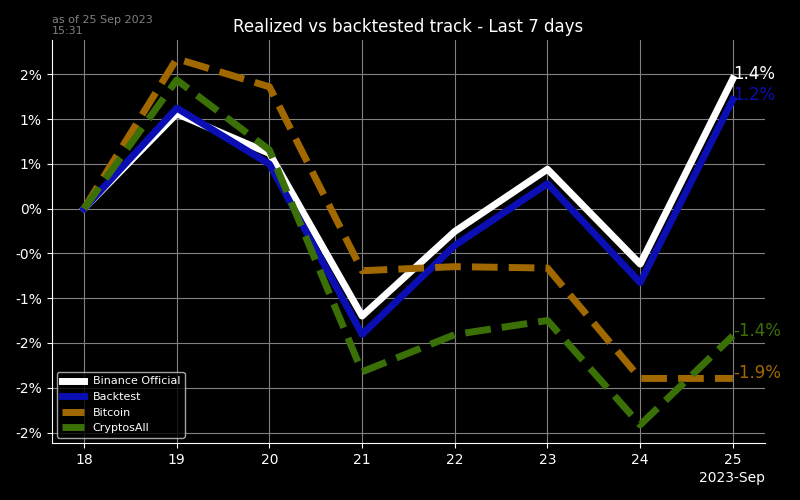 as of 25 Sep 2023
15:31
Realized vs backtested track - Last 7 days
2%
1%
1%
0%
-0%
-1%
-2%
-2%
-2%
1.4%
1.2%
-1.4%
-1.9%
Binance Official
Backtest
Bitcoin
CryptosAll
18 19 20 21 22 23 24 25
2023-Sep